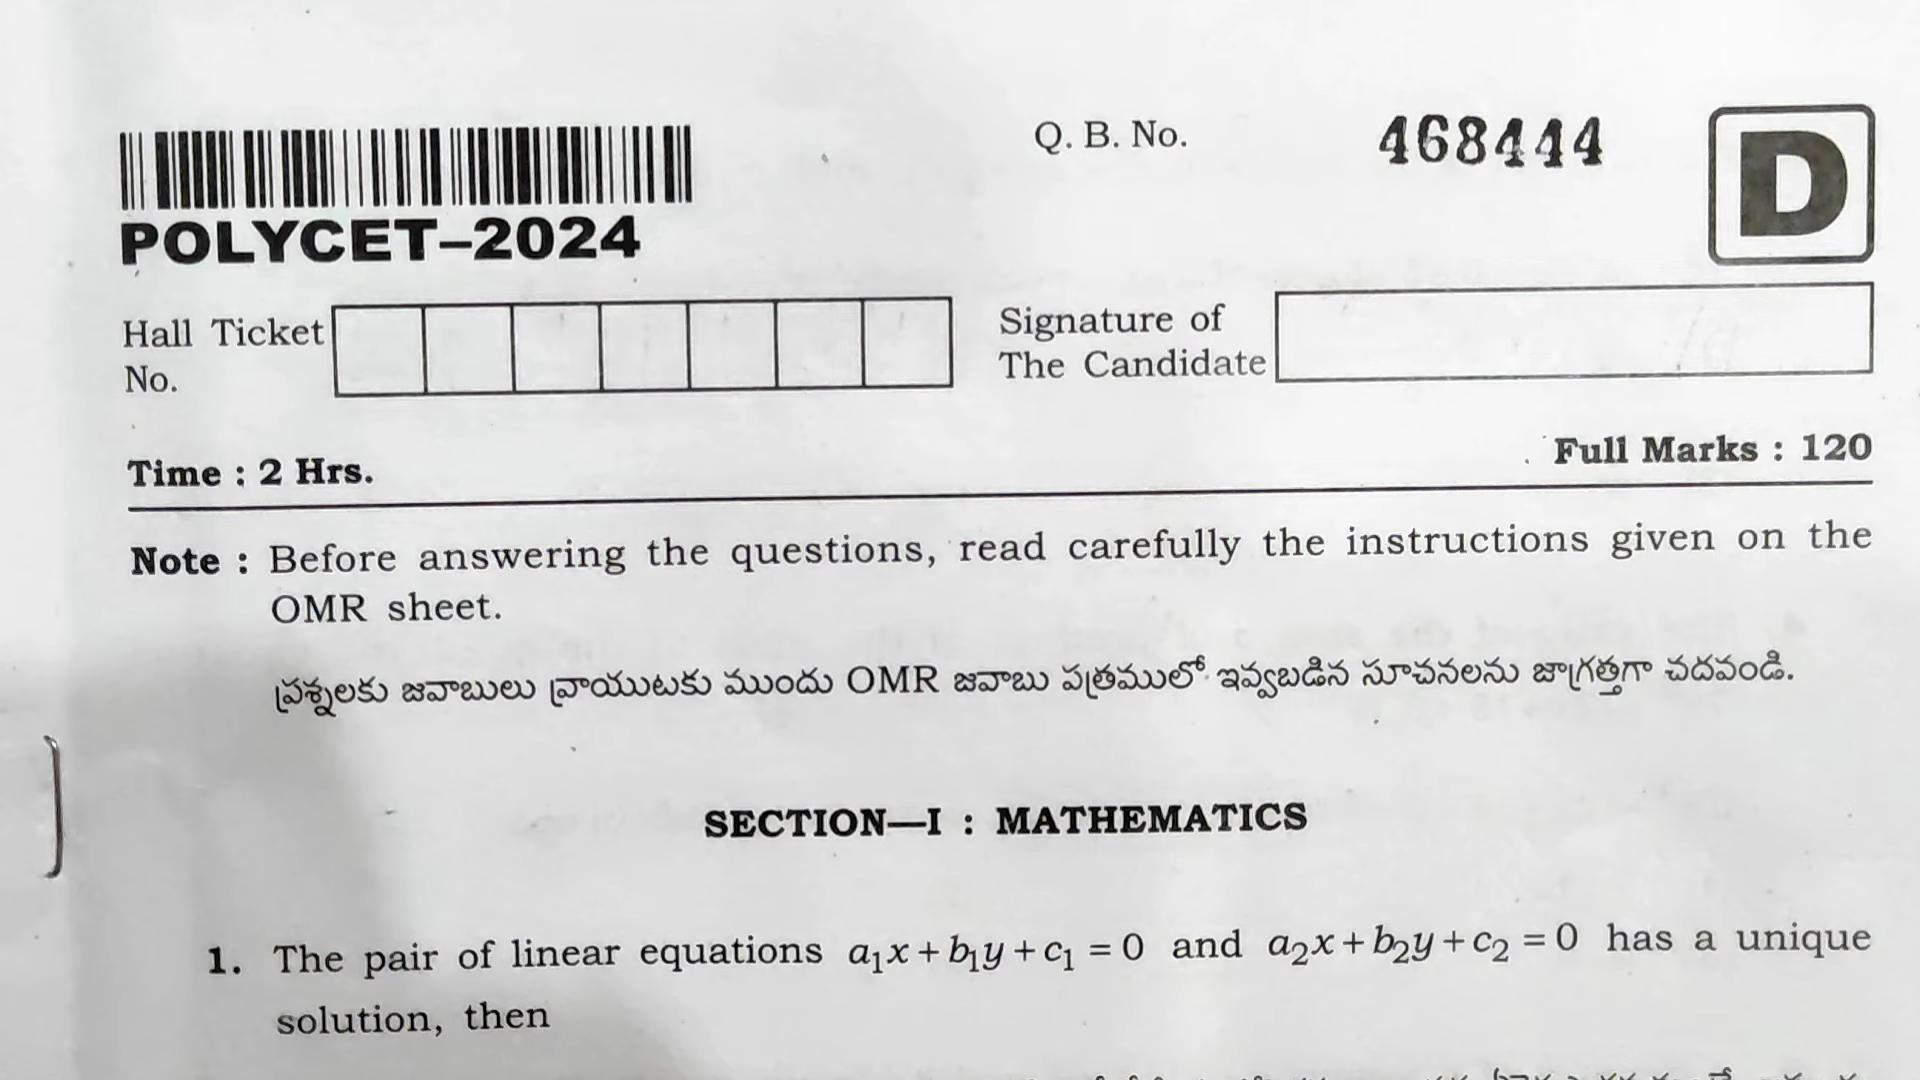 Q. B. No. 468444
D
POLYCET–2024
Hall Ticket No.
Signature of The Candidate
Time : 2 Hrs.
Full Marks : 120
Note : Before answering the questions, read carefully the instructions given on the
OMR sheet.
ప్రశ్నలకు జవాబులు వ్రాయుటకు ముందు OMR జవాబు పత్రములో ఇవ్వబడిన సూచనలను జాగ్రత్తగా చదవండి.
SECTION—I : MATHEMATICS
1. The pair of linear equations a₁x + b₁y + c₁ = 0 and a₂x + b₂y + c₂ = 0 has a unique
solution, then